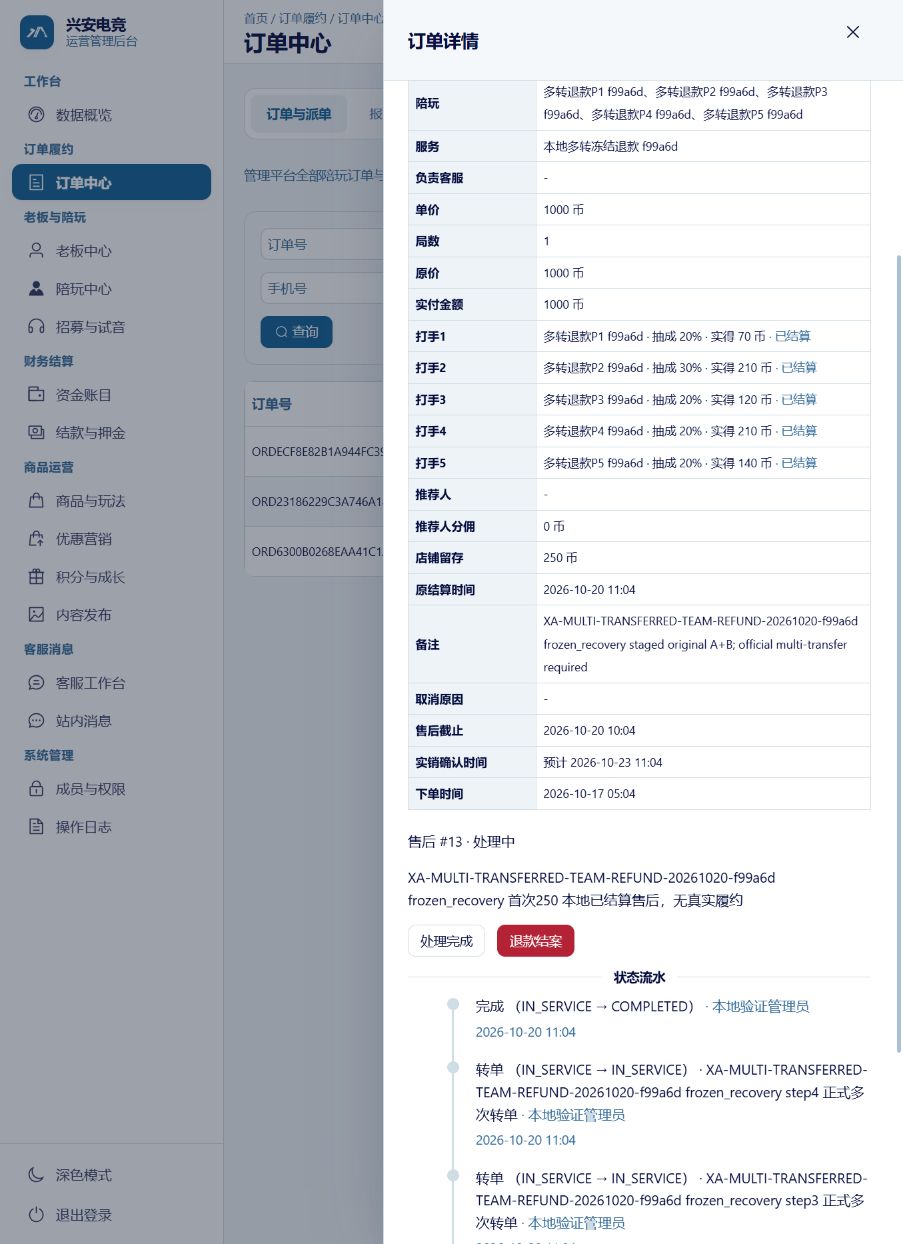 兴安电竞
运营管理后台
工作台
数据概览
订单履约
订单中心
老板与陪玩
老板中心
陪玩中心
招募与试音
财务结算
资金账目
结款与押金
商品运营
商品与玩法
优惠营销
积分与成长
内容发布
客服消息
客服工作台
站内消息
系统管理
成员与权限
操作日志
深色模式
退出登录
首页 / 订单履约 / 订单中心
订单中心
订单与派单
报
管理平台全部陪玩订单与
订单号
手机号
查询
订单号
ORDECF8E82B1A944FC39
ORD23186229C3A746A1
ORD6300B0268EAA41C1
订单详情
陪玩
多转退款P1 f99a6d、多转退款P2 f99a6d、多转退款P3
f99a6d、多转退款P4 f99a6d、多转退款P5 f99a6d
服务 本地多转冻结退款 f99a6d
负责客服 -
单价 1000 币
局数 1
原价 1000 币
实付金额 1000 币
打手1 多转退款P1 f99a6d · 抽成 20% · 实得 70 币 · 已结算
打手2 多转退款P2 f99a6d · 抽成 30% · 实得 210 币 · 已结算
打手3 多转退款P3 f99a6d · 抽成 20% · 实得 120 币 · 已结算
打手4 多转退款P4 f99a6d · 抽成 20% · 实得 210 币 · 已结算
打手5 多转退款P5 f99a6d · 抽成 20% · 实得 140 币 · 已结算
推荐人 -
推荐人分佣 0 币
店铺留存 250 币
原结算时间 2026-10-20 11:04
备注
XA-MULTI-TRANSFERRED-TEAM-REFUND-20261020-f99a6d
frozen_recovery staged original A+B; official multi-transfer
required
取消原因 -
售后截止 2026-10-20 10:04
实销确认时间 预计 2026-10-23 11:04
下单时间 2026-10-17 05:04
售后 #13 · 处理中
XA-MULTI-TRANSFERRED-TEAM-REFUND-20261020-f99a6d
frozen_recovery 首次250 本地已结算售后，无真实履约
处理完成
退款结案
状态流水
完成 （IN_SERVICE → COMPLETED） · 本地验证管理员
2026-10-20 11:04
转单 （IN_SERVICE → IN_SERVICE） · XA-MULTI-TRANSFERRED-
TEAM-REFUND-20261020-f99a6d frozen_recovery step4 正式多
次转单 · 本地验证管理员
2026-10-20 11:04
转单 （IN_SERVICE → IN_SERVICE） · XA-MULTI-TRANSFERRED-
TEAM-REFUND-20261020-f99a6d frozen_recovery step3 正式多
次转单 · 本地验证管理员